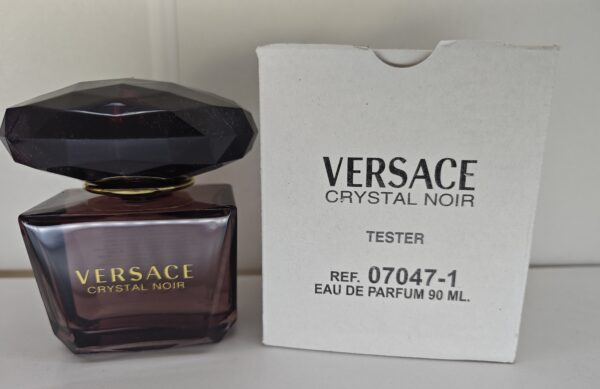 VERSACE
CRYSTAL NOIR
VERSACE
CRYSTAL NOIR
TESTER
REF. 07047-1
EAU DE PARFUM 90 ML.